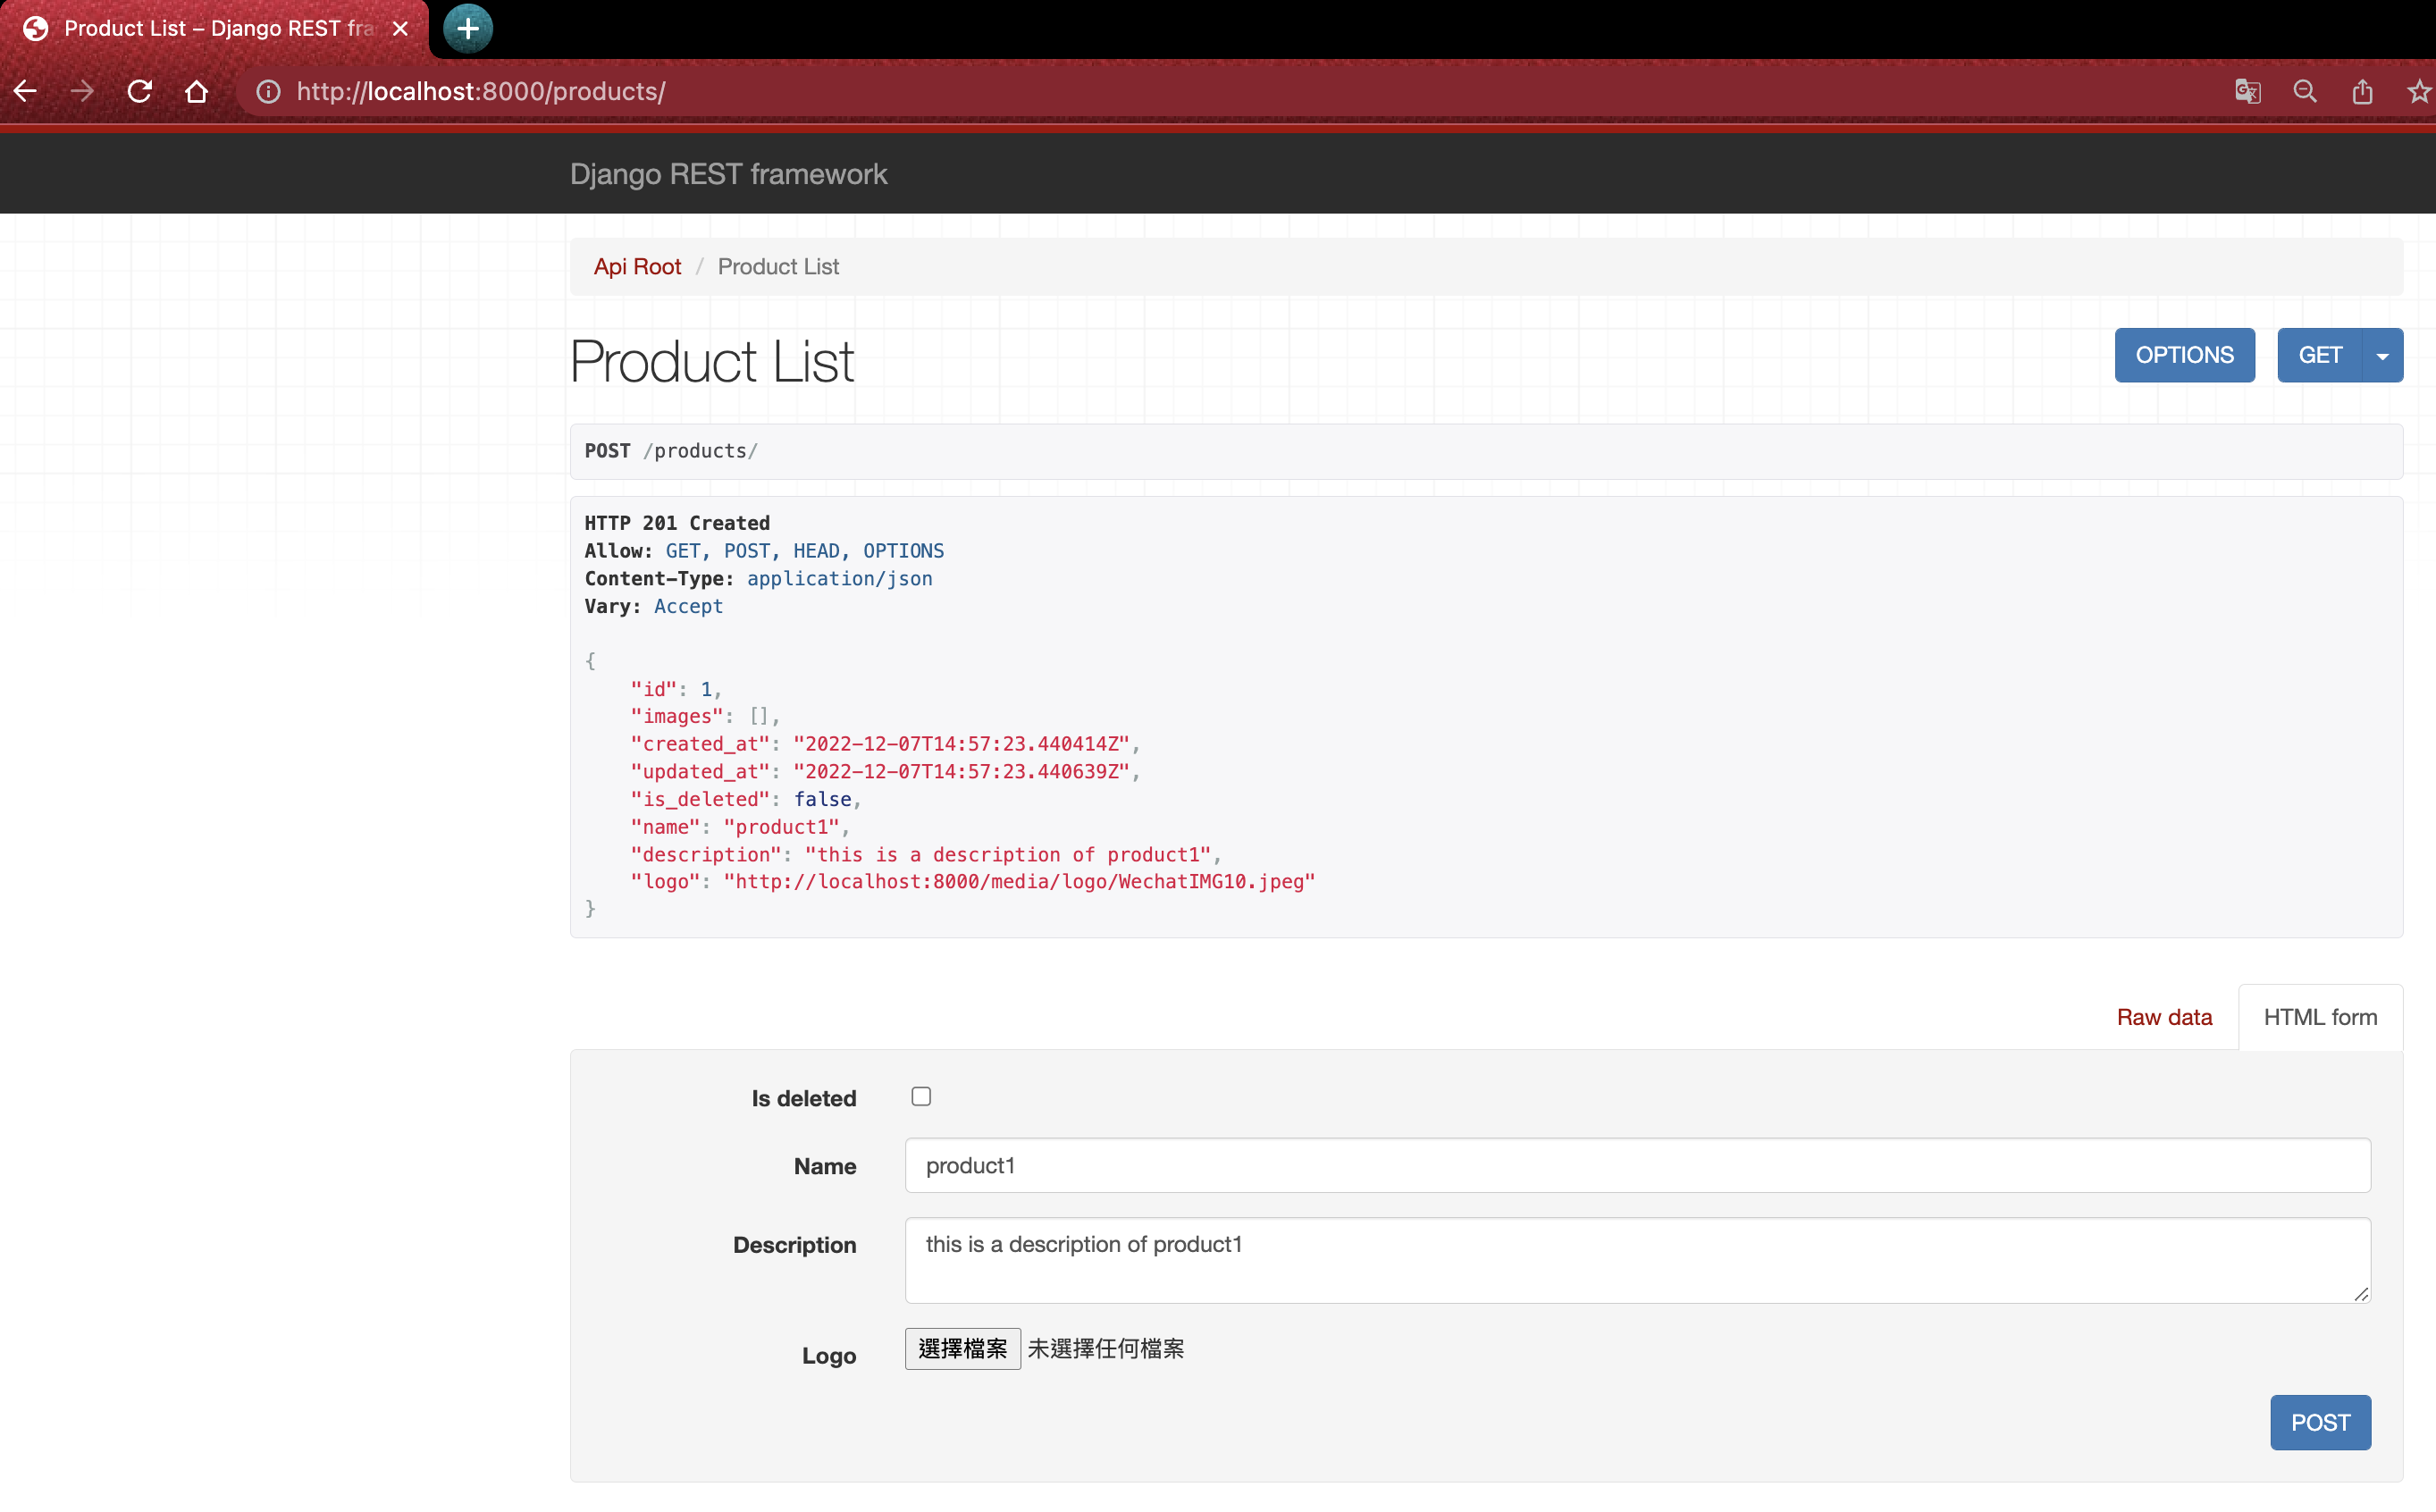 Product List – Django REST fra
http://localhost:8000/products/
Django REST framework
Api Root / Product List
Product List
OPTIONS GET
POST /products/
HTTP 201 Created
Allow: GET, POST, HEAD, OPTIONS
Content-Type: application/json
Vary: Accept
{
"id": 1,
"images": [],
"created_at": "2022-12-07T14:57:23.440414Z",
"updated_at": "2022-12-07T14:57:23.440639Z",
"is_deleted": false,
"name": "product1",
"description": "this is a description of product1",
"logo": "http://localhost:8000/media/logo/WechatIMG10.jpeg"
}
Raw data HTML form
Is deleted
Name product1
Description this is a description of product1
Logo 選擇檔案 未選擇任何檔案
POST